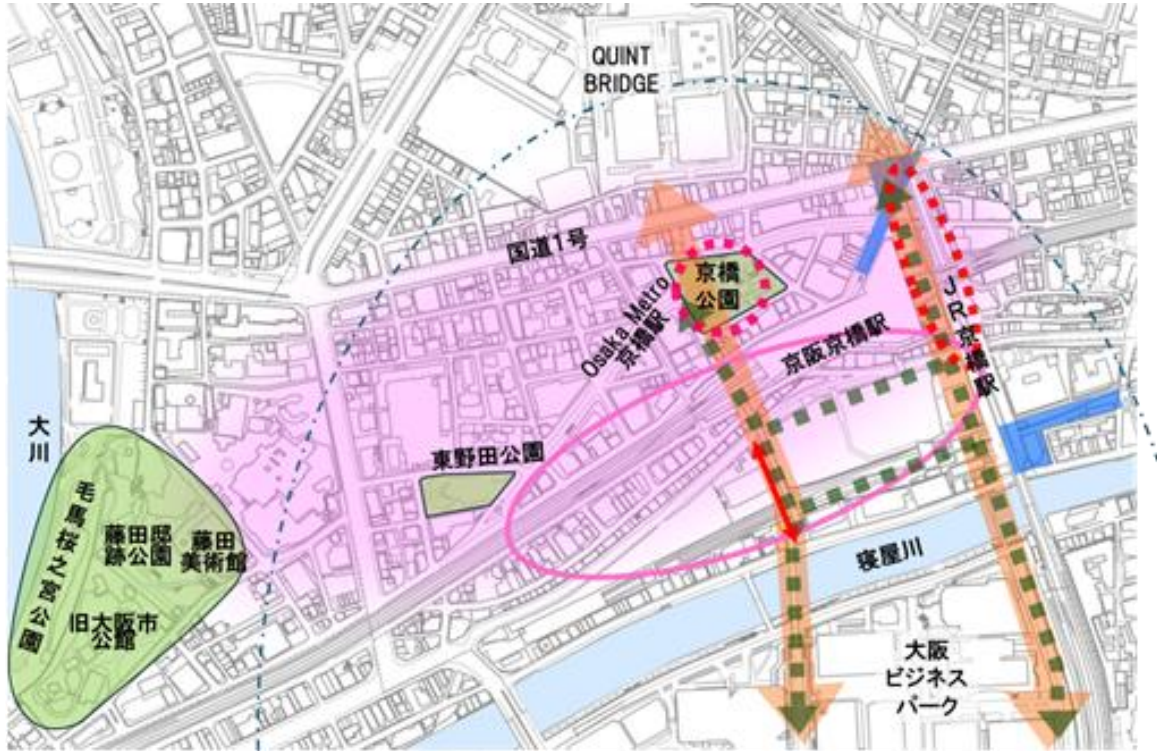 QUINT
BRIDGE
国道1号
京橋
公園
Osaka Metro
京橋駅
京阪京橋駅
JR京橋駅
大川
東野田公園
毛馬桜之宮公園
藤田邸
跡公園
藤田
美術館
旧大阪市
公館
寝屋川
大阪
ビジネス
パーク